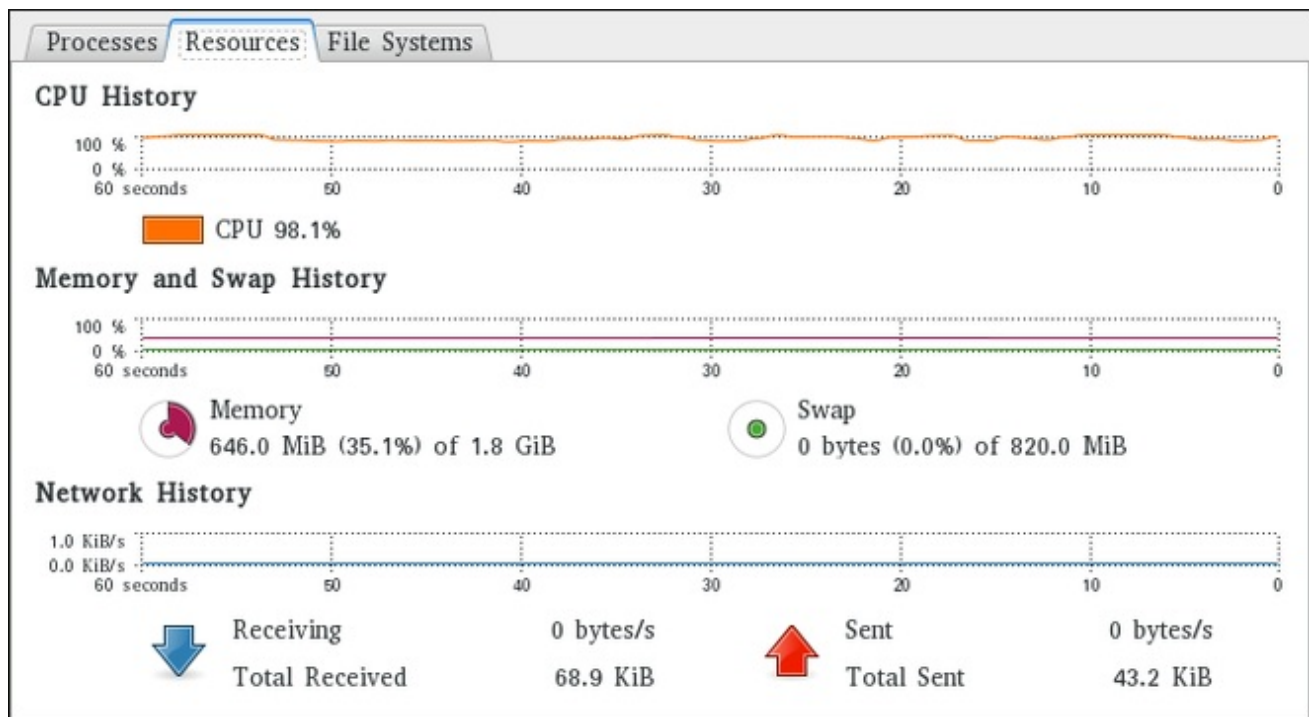 Processes Resources File Systems
CPU History
100 %
0 %
60 seconds 50 40 30 20 10 0
CPU 98.1%
Memory and Swap History
100 %
0 %
60 seconds 50 40 30 20 10 0
Memory Swap
646.0 MiB (35.1%) of 1.8 GiB 0 bytes (0.0%) of 820.0 MiB
Network History
1.0 KiB/s
0.0 KiB/s
60 seconds 50 40 30 20 10 0
Receiving 0 bytes/s Sent 0 bytes/s
Total Received 68.9 KiB Total Sent 43.2 KiB